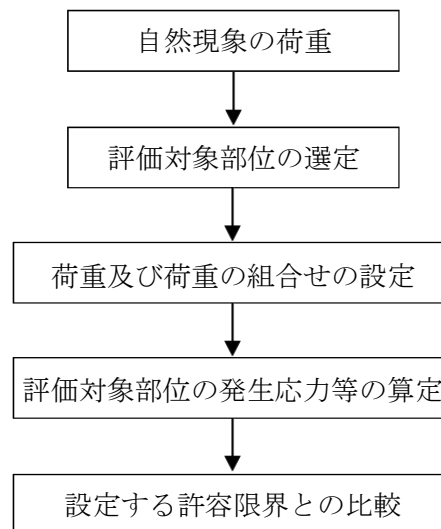 自然現象の荷重
評価対象部位の選定
荷重及び荷重の組合せの設定
評価対象部位の発生応力等の算定
設定する許容限界との比較